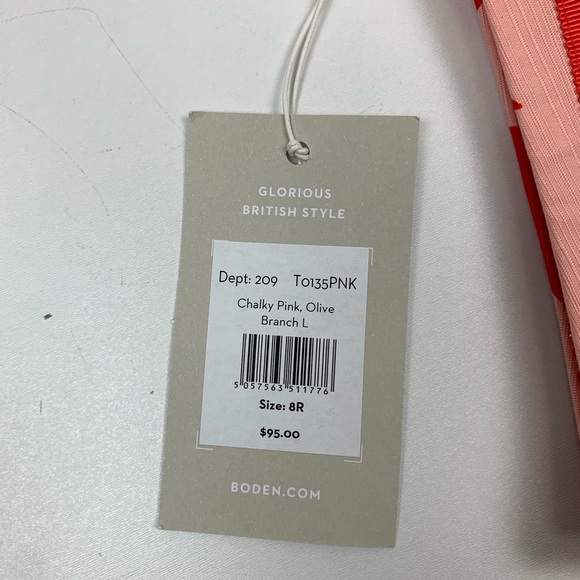 GLORIOUS
BRITISH STYLE
Dept: 209 T0135PNK
Chalky Pink, Olive
Branch L
5 057563 511776
Size: 8R
$95.00
BODEN.COM